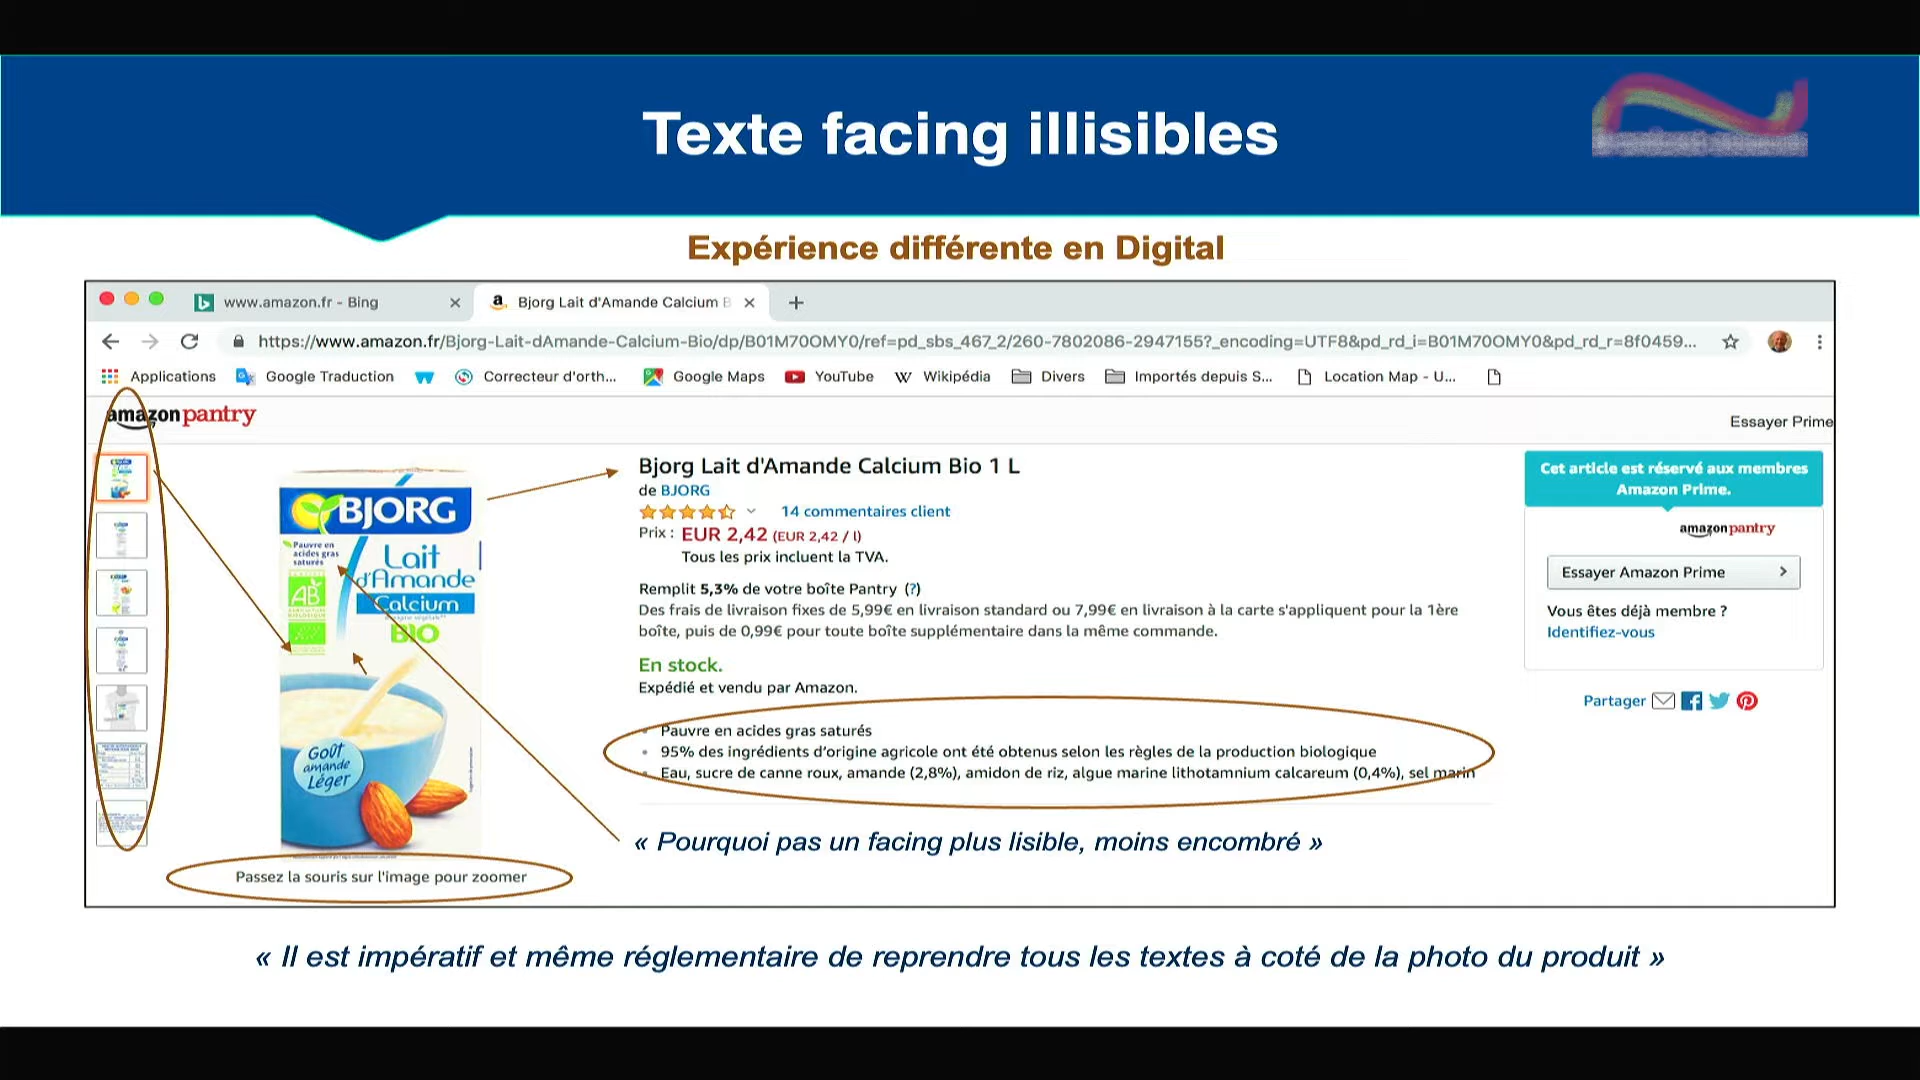 Texte facing illisibles
Expérience différente en Digital
www.amazon.fr - Bing
Bjorg Lait d'Amande Calcium B
https://www.amazon.fr/Bjorg-Lait-dAmande-Calcium-Bio/dp/B01M70OMY0/ref=pd_sbs_467_2/260-7802086-2947155?_encoding=UTF8&pd_rd_i=B01M70OMY0&pd_rd_r=8f0459...
Applications Google Traduction Correcteur d'orth... Google Maps YouTube Wikipédia Divers Importés depuis S... Location Map - U...
amazon pantry
Essayer Prime
BJORG
Pauvre en
acides gras
saturés
Lait
d'Amande
Calcium
BIO
AB
Goût
amande
Léger
Passez la souris sur l'image pour zoomer
Bjorg Lait d'Amande Calcium Bio 1 L
de BJORG
14 commentaires client
Prix : EUR 2,42 (EUR 2,42 / l)
Tous les prix incluent la TVA.
Remplit 5,3% de votre boîte Pantry (?)
Des frais de livraison fixes de 5,99€ en livraison standard ou 7,99€ en livraison à la carte s'appliquent pour la 1ère
boîte, puis de 0,99€ pour toute boîte supplémentaire dans la même commande.
En stock.
Expédié et vendu par Amazon.
Pauvre en acides gras saturés
95% des ingrédients d'origine agricole ont été obtenus selon les règles de la production biologique
Eau, sucre de canne roux, amande (2,8%), amidon de riz, algue marine lithotamnium calcareum (0,4%), sel marin
« Pourquoi pas un facing plus lisible, moins encombré »
Cet article est réservé aux membres
Amazon Prime.
amazon pantry
Essayer Amazon Prime
Vous êtes déjà membre ?
Identifiez-vous
Partager
« Il est impératif et même réglementaire de reprendre tous les textes à coté de la photo du produit »